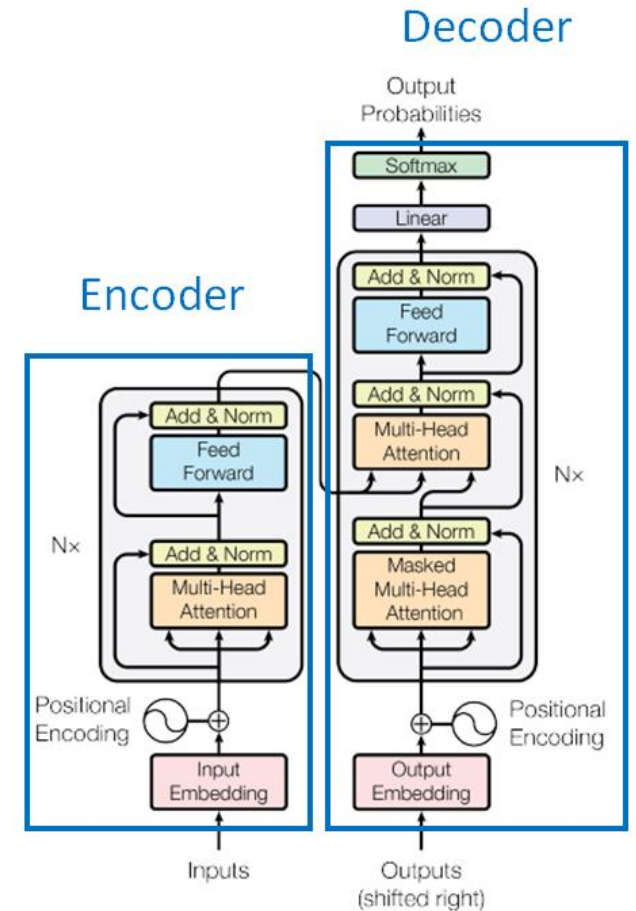 Decoder
Output
Probabilities
Softmax
Linear
Add & Norm
Feed
Forward
Add & Norm
Multi-Head
Attention
Nx
Add & Norm
Masked
Multi-Head
Attention
Positional
Encoding
Output
Embedding
Outputs
(shifted right)
Encoder
Add & Norm
Feed
Forward
Nx
Add & Norm
Multi-Head
Attention
Positional
Encoding
Input
Embedding
Inputs